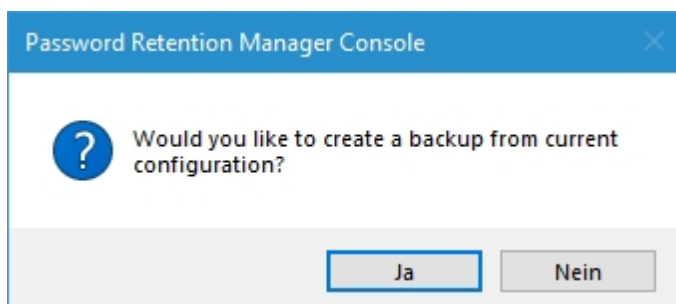 Password Retention Manager Console
Would you like to create a backup from current
configuration?
Ja
Nein